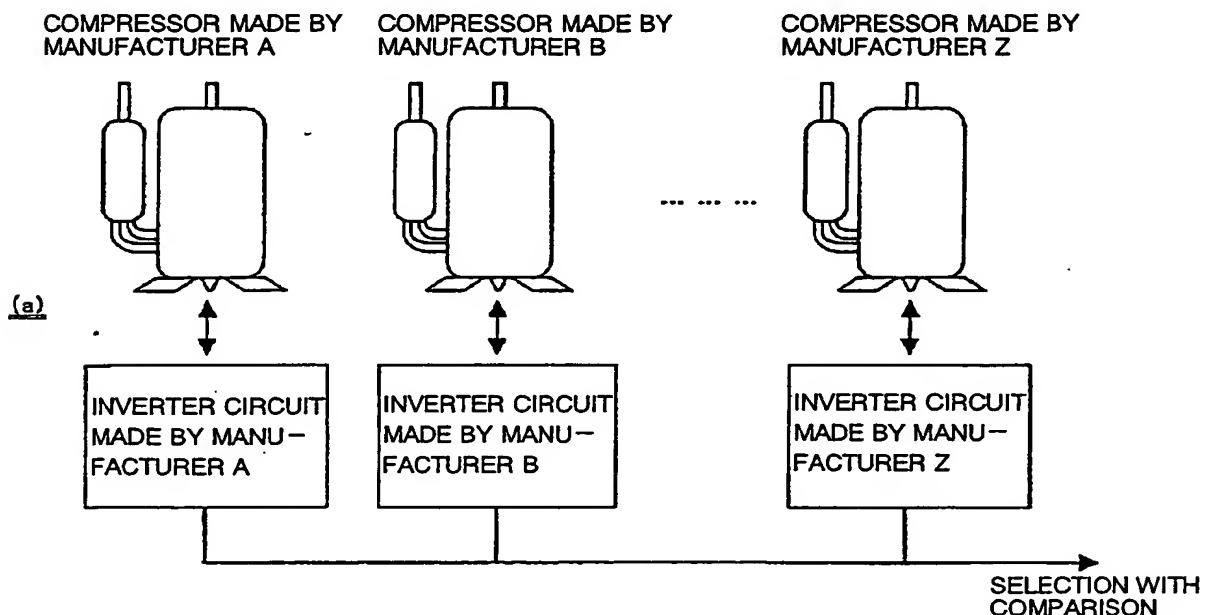 COMPRESSOR MADE BY
MANUFACTURER A
COMPRESSOR MADE BY
MANUFACTURER B
COMPRESSOR MADE BY
MANUFACTURER Z
... ... ...
(a)
INVERTER CIRCUIT
MADE BY MANU-
FACTURER A
INVERTER CIRCUIT
MADE BY MANU-
FACTURER B
INVERTER CIRCUIT
MADE BY MANU-
FACTURER Z
SELECTION WITH
COMPARISON